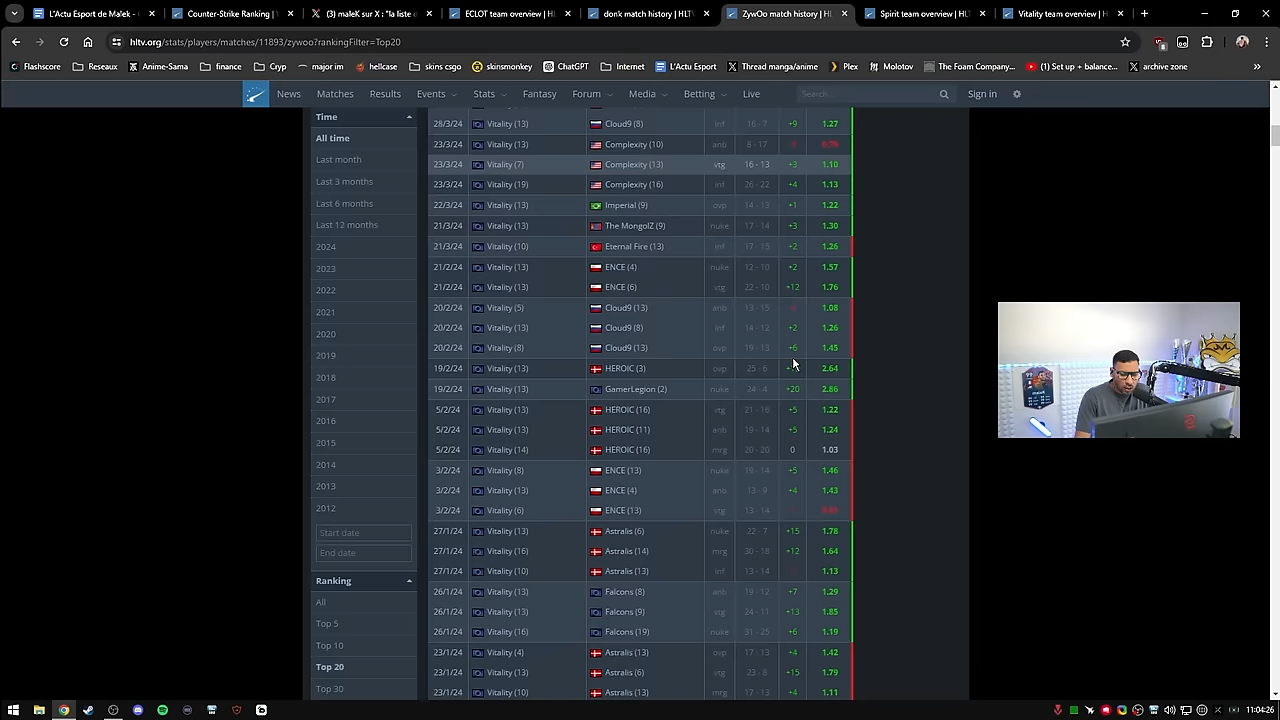 L'Actu Esport de Malek
Counter-Strike Ranking |
(3) maleK sur X : "la liste e
ECLOT team overview | H
donk match history | HLTV
ZywOo match history | HL
Spirit team overview | HLT
Vitality team overview | HL
hltv.org/stats/players/matches/11893/zywoo?rankingFilter=Top20
Flashscore
Reseaux
Anime-Sama
finance
Cryp
major im
hellcase
skins csgo
skinsmonkey
ChatGPT
Internet
L'Actu Esport
Thread manga/anime
Plex
Molotov
The Foam Company...
(1) Set up + balance...
archive zone
News
Matches
Results
Events
Stats
Fantasy
Forum
Media
Betting
Live
Search...
Sign in
Time
All time
Last month
Last 3 months
Last 6 months
Last 12 months
2024
2023
2022
2021
2020
2019
2018
2017
2016
2015
2014
2013
2012
Start date
End date
Ranking
All
Top 5
Top 10
Top 20
Top 30
28/3/24 Vitality (13) Cloud9 (8) inf 16 - 7 +9 1.27
23/3/24 Vitality (13) Complexity (10) anb 8 - 17 0.79
23/3/24 Vitality (7) Complexity (13) vtg 16 - 13 +3 1.10
23/3/24 Vitality (19) Complexity (16) inf 26 - 22 +4 1.13
22/3/24 Vitality (13) Imperial (9) ovp 14 - 13 +1 1.22
21/3/24 Vitality (13) The MongolZ (9) nuke 17 - 14 +3 1.30
21/3/24 Vitality (10) Eternal Fire (13) inf 17 - 15 +2 1.26
21/2/24 Vitality (13) ENCE (4) nuke 12 - 10 +2 1.57
21/2/24 Vitality (13) ENCE (6) vtg 22 - 10 +12 1.76
20/2/24 Vitality (5) Cloud9 (13) anb 13 - 15 1.08
20/2/24 Vitality (13) Cloud9 (8) inf 14 - 12 +2 1.26
20/2/24 Vitality (8) Cloud9 (13) ovp 19 - 13 +6 1.45
19/2/24 Vitality (13) HEROIC (3) ovp 25 - 6 2.64
19/2/24 Vitality (13) GamerLegion (2) nuke 24 - 4 +20 2.86
5/2/24 Vitality (13) HEROIC (16) vtg 21 - 16 +5 1.22
5/2/24 Vitality (13) HEROIC (11) anb 19 - 14 +5 1.24
5/2/24 Vitality (14) HEROIC (16) mrg 20 - 20 0 1.03
3/2/24 Vitality (8) ENCE (13) nuke 19 - 14 +5 1.46
3/2/24 Vitality (13) ENCE (4) anb 13 - 9 +4 1.43
3/2/24 Vitality (6) ENCE (13) vtg 13 - 14
27/1/24 Vitality (13) Astralis (6) nuke 22 - 7 +15 1.78
27/1/24 Vitality (16) Astralis (14) mrg 30 - 18 +12 1.64
27/1/24 Vitality (10) Astralis (13) inf 13 - 14 1.13
26/1/24 Vitality (13) Falcons (8) anb 19 - 12 +7 1.29
26/1/24 Vitality (13) Falcons (9) vtg 24 - 11 +13 1.85
26/1/24 Vitality (16) Falcons (19) nuke 31 - 25 +6 1.19
23/1/24 Vitality (4) Astralis (13) ovp 17 - 13 +4 1.42
23/1/24 Vitality (13) Astralis (6) vtg 23 - 8 +15 1.79
23/1/24 Vitality (10) Astralis (13) mrg 17 - 13 +4 1.11
11:04:26